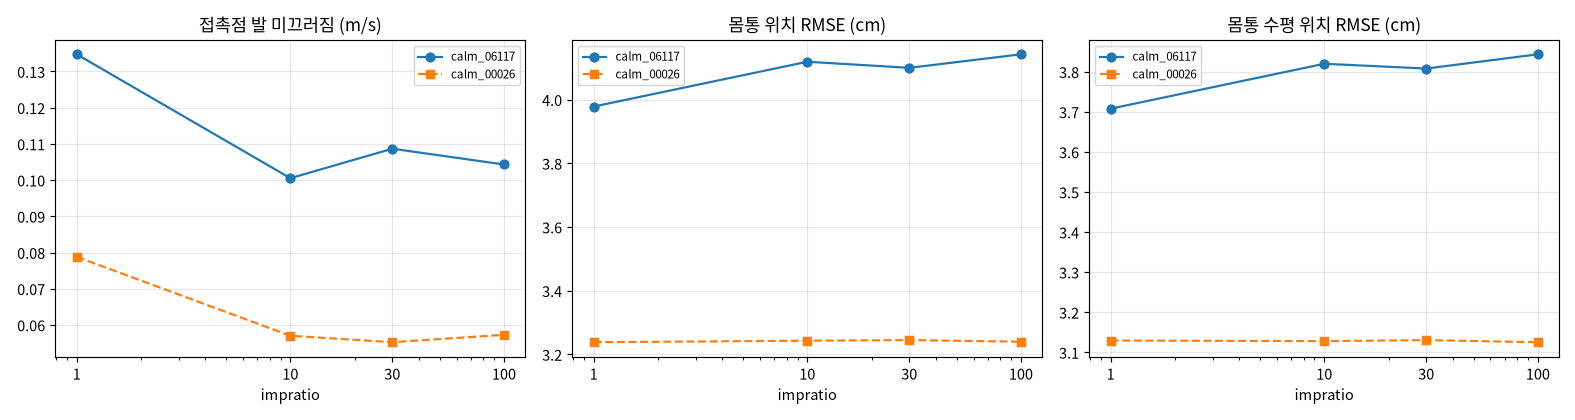 접촉점 발 미끄러짐 (m/s)
calm_06117
calm_00026
0.13
0.12
0.11
0.10
0.09
0.08
0.07
0.06
1
10
30
100
impratio
몸통 위치 RMSE (cm)
calm_06117
calm_00026
4.0
3.8
3.6
3.4
3.2
1
10
30
100
impratio
몸통 수평 위치 RMSE (cm)
calm_06117
calm_00026
3.8
3.7
3.6
3.5
3.4
3.3
3.2
3.1
1
10
30
100
impratio